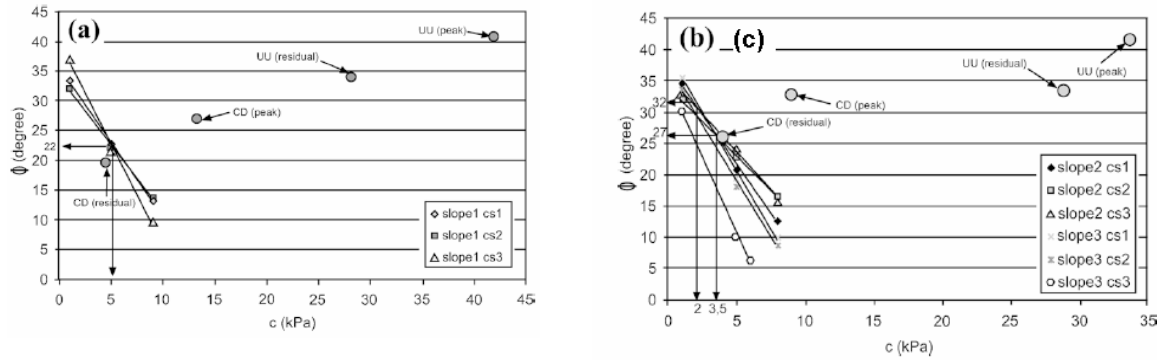 (a)
45
40
35
30
25
20
15
10
5
0
22
ϕ (degree)
UU (peak)
UU (residual)
CD (peak)
CD (residual)
slope1 cs1
slope1 cs2
slope1 cs3
0 5 10 15 20 25 30 35 40 45
c (kPa)
(b) (c)
45
40
35
32
30
27
25
20
15
10
5
0
ϕ (degree)
UU (residual)
UU (peak)
CD (peak)
CD (residual)
slope2 cs1
slope2 cs2
slope2 cs3
slope3 cs1
slope3 cs2
slope3 cs3
2 3,5
0 5 10 15 20 25 30 35
c (kPa)